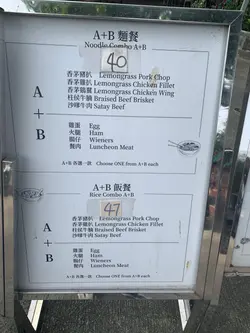 A+B 麵餐
Noodle Combo A+B
40
A
+
B
香茅豬扒 Lemongrass Pork Chop
香茅雞扒 Lemongrass Chicken Fillet
香茅雞翼 Lemongrass Chicken Wing
柱侯牛腩 Braised Beef Brisket
沙嗲牛肉 Satay Beef
雞蛋 Egg
火腿 Ham
腸仔 Wieners
餐肉 Luncheon Meat
A+B 各選一款 Choose ONE from A+B each
A+B 飯餐
Rice Combo A+B
47
A
+
B
香茅豬扒 Lemongrass Pork Chop
香茅雞扒 Lemongrass Chicken Fillet
柱侯牛腩 Braised Beef Brisket
沙嗲牛肉 Satay Beef
雞蛋 Egg
火腿 Ham
腸仔 Wieners
餐肉 Luncheon Meat
A+B 各選一款 Choose ONE from A+B each